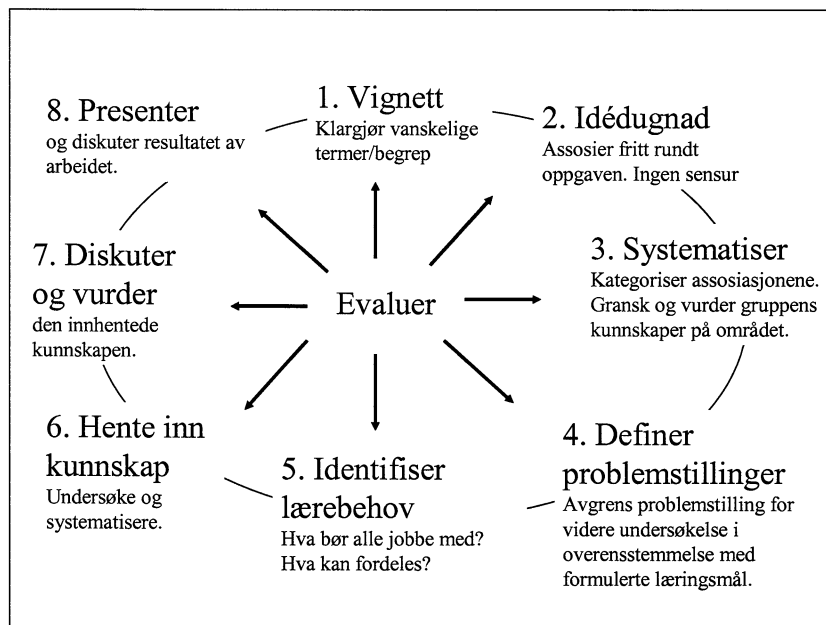 1. Vignett
Klargjør vanskelige
termer/begrep
2. Idédugnad
Assosier fritt rundt
oppgaven. Ingen sensur
3. Systematiser
Kategoriser assosiasjonene.
Gransk og vurder gruppens
kunnskaper på området.
4. Definer
problemstillinger
Avgrens problemstilling for
videre undersøkelse i
overensstemmelse med
formulerte læringsmål.
5. Identifiser
lærebehov
Hva bør alle jobbe med?
Hva kan fordeles?
6. Hente inn
kunnskap
Undersøke og
systematisere.
7. Diskuter
og vurder
den innhentede
kunnskapen.
8. Presenter
og diskuter resultatet av
arbeidet.
Evaluer